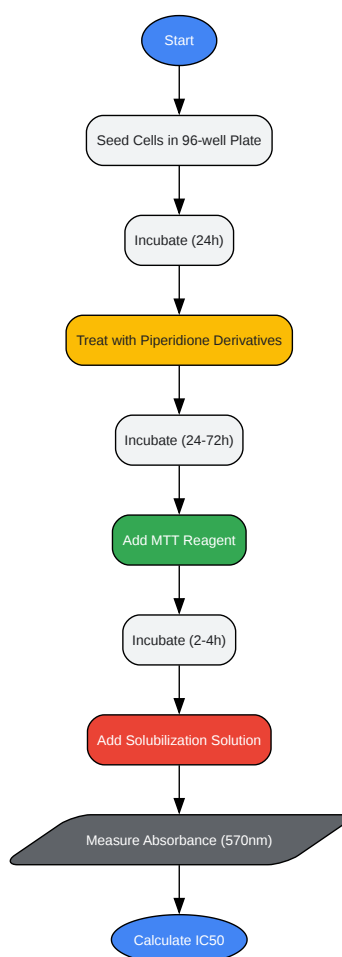 Start
Seed Cells in 96-well Plate
Incubate (24h)
Treat with Piperidione Derivatives
Incubate (24-72h)
Add MTT Reagent
Incubate (2-4h)
Add Solubilization Solution
Measure Absorbance (570nm)
Calculate IC50